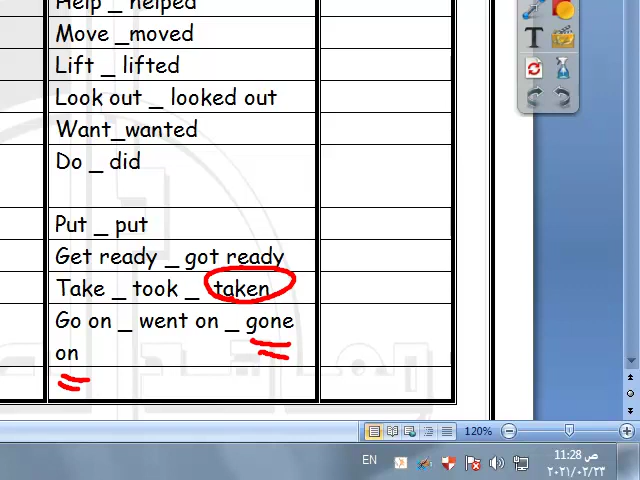 Help _ helped
Move _moved
Lift _ lifted
Look out _ looked out
Want_wanted
Do _ did
Put _ put
Get ready _ got ready
Take _ took _ taken
Go on _ went on _ gone
on
120%
EN
11:28 ص
٢٠٢١/٠٢/٢٣